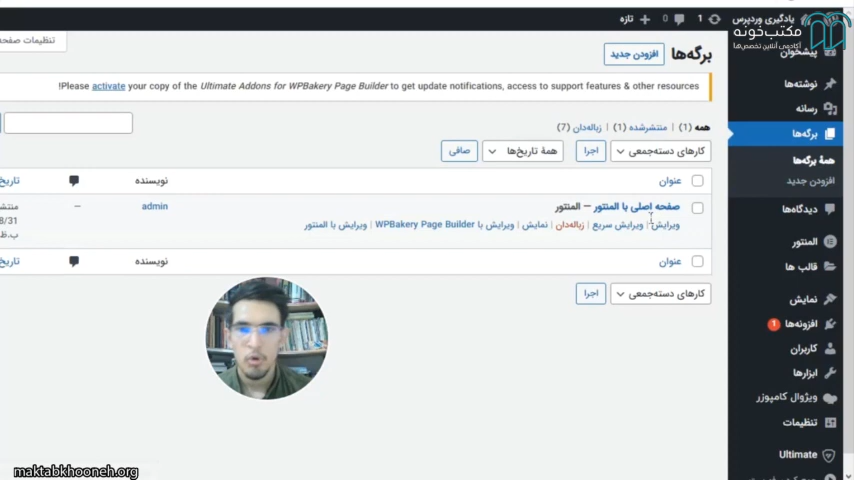 یادگیری وردپرس 1 0 تازه
مکتب‌خونه
آکادمی آنلاین تخصص‌ها
تنظیمات صفحه
پیشخوان
نوشته‌ها
رسانه
برگه‌ها
همهٔ برگه‌ها
افزودن جدید
دیدگاه‌ها
المنتور
قالب ها
نمایش
افزونه‌ها 1
کاربران
ابزارها
ویژوال کامپوزر
تنظیمات
Ultimate
برگه‌ها افزودن جدید
!Please activate your copy of the Ultimate Addons for WPBakery Page Builder to get update notifications, access to support features & other resources
همه (1) | منتشرشده (1) | زباله‌دان (7)
کارهای دسته‌جمعی اجرا همهٔ تاریخ‌ها صافی
عنوان نویسنده تاریخ
صفحه اصلی با المنتور — المنتور admin —
ویرایش | ویرایش سریع | زباله‌دان | نمایش | ویرایش با WPBakery Page Builder | ویرایش با المنتور
8/31
عنوان نویسنده تاریخ
کارهای دسته‌جمعی اجرا
maktabkhooneh.org